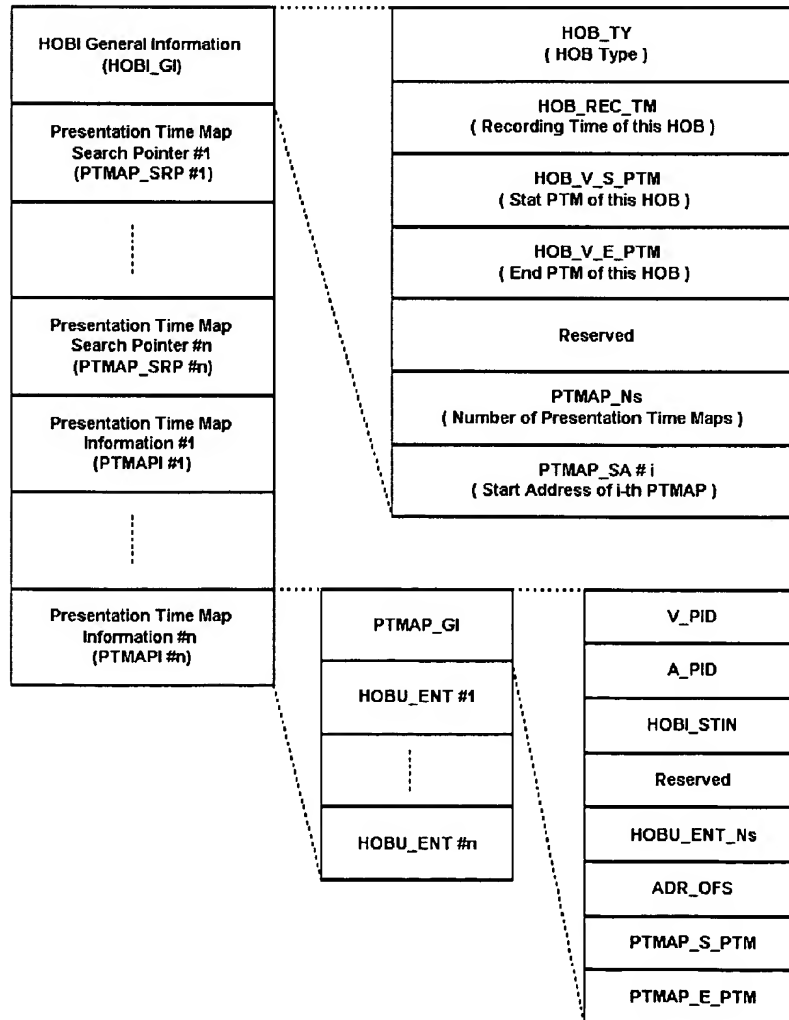 HOBI General Information
(HOBI_GI)
Presentation Time Map
Search Pointer #1
(PTMAP_SRP #1)
Presentation Time Map
Search Pointer #n
(PTMAP_SRP #n)
Presentation Time Map
Information #1
(PTMAPI #1)
Presentation Time Map
Information #n
(PTMAPI #n)
HOB_TY
( HOB Type )
HOB_REC_TM
( Recording Time of this HOB )
HOB_V_S_PTM
( Stat PTM of this HOB )
HOB_V_E_PTM
( End PTM of this HOB )
Reserved
PTMAP_Ns
( Number of Presentation Time Maps )
PTMAP_SA # i
( Start Address of i-th PTMAP )
PTMAP_GI
HOBU_ENT #1
HOBU_ENT #n
V_PID
A_PID
HOBI_STIN
Reserved
HOBU_ENT_Ns
ADR_OFS
PTMAP_S_PTM
PTMAP_E_PTM